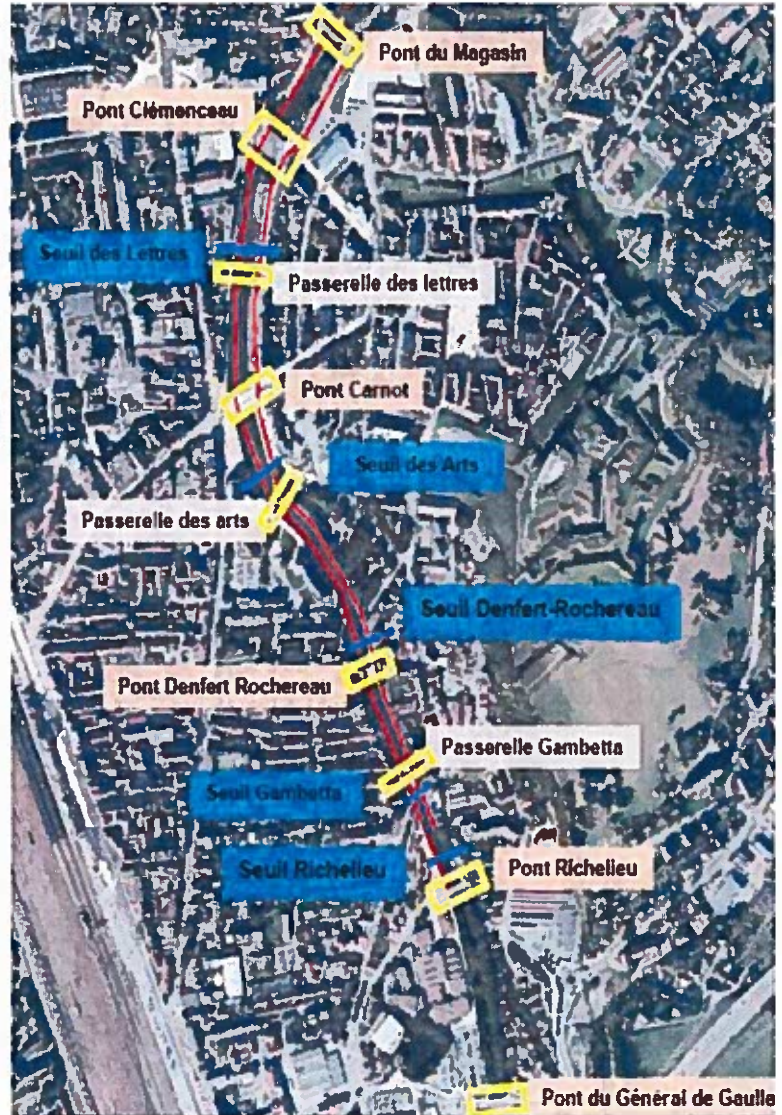 Pont du Magasin
Pont Clémenceau
Seuil des Lettres
Passerelle des lettres
Pont Carnot
Seuil des Arts
Passerelle des arts
Seuil Denfert-Rochereau
Pont Denfert Rochereau
Passerelle Gambetta
Seuil Gambetta
Seuil Richelieu
Pont Richelieu
Pont du Général de Gaulle